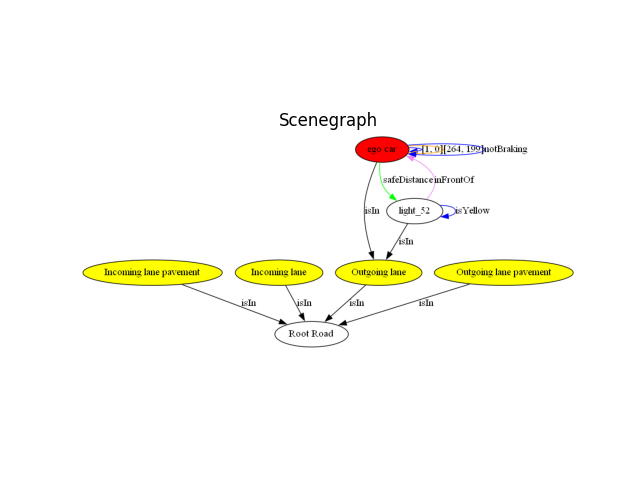 Scenegraph
ego car [1, 0] [264, 199] notBraking
safeDistance inFrontOf
isIn light_52 isYellow
isIn
Incoming lane pavement Incoming lane Outgoing lane Outgoing lane pavement
isIn isIn isIn isIn
Root Road